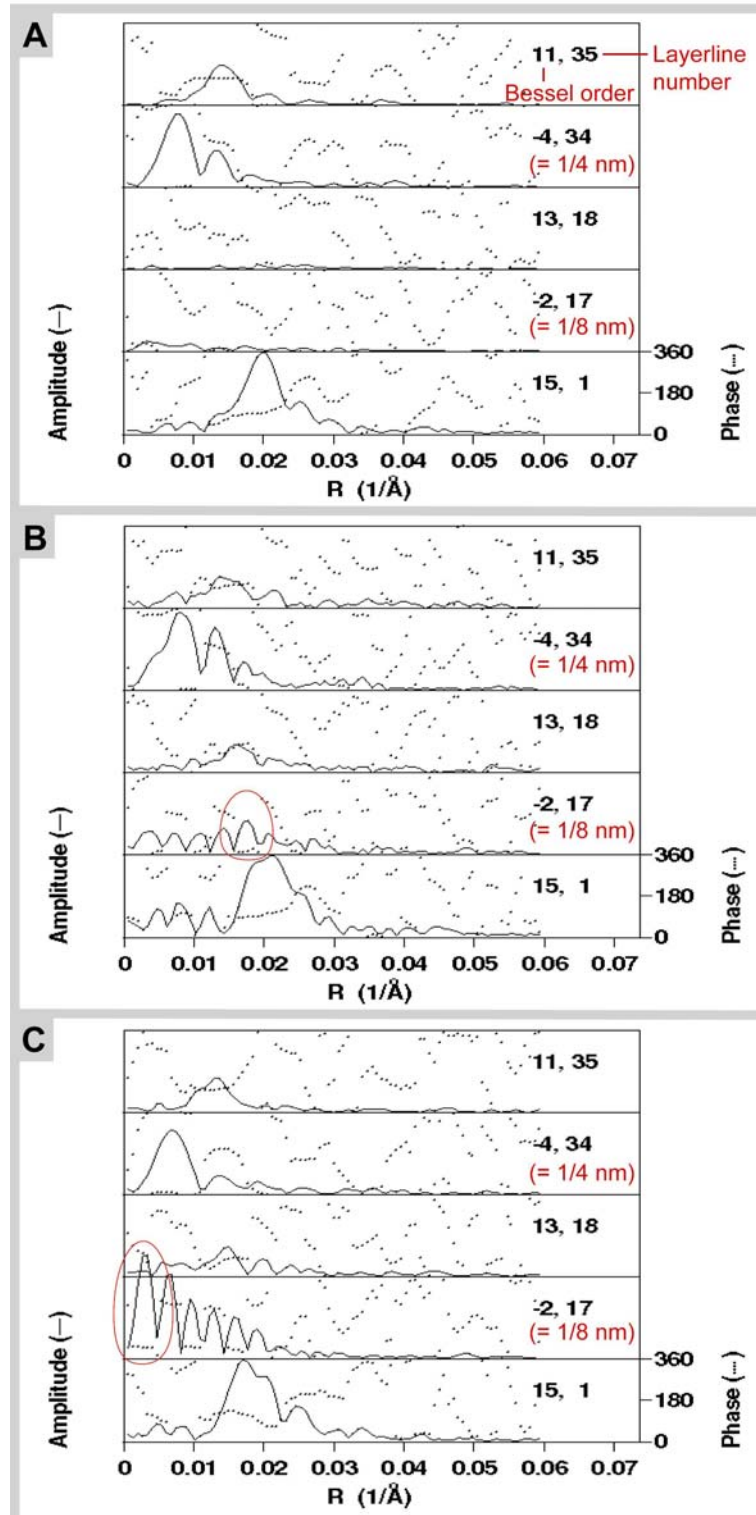 A
11, 35 Layerline
Bessel order number
-4, 34
(= 1/4 nm)
13, 18
-2, 17
(= 1/8 nm)
15, 1
Amplitude (—)
360
180
0
Phase (····)
0 0.01 0.02 0.03 0.04 0.05 0.06 0.07
R (1/Å)
B
11, 35
-4, 34
(= 1/4 nm)
13, 18
-2, 17
(= 1/8 nm)
15, 1
Amplitude (—)
360
180
0
Phase (····)
0 0.01 0.02 0.03 0.04 0.05 0.06 0.07
R (1/Å)
C
11, 35
-4, 34
(= 1/4 nm)
13, 18
-2, 17
(= 1/8 nm)
15, 1
Amplitude (—)
360
180
0
Phase (····)
0 0.01 0.02 0.03 0.04 0.05 0.06 0.07
R (1/Å)